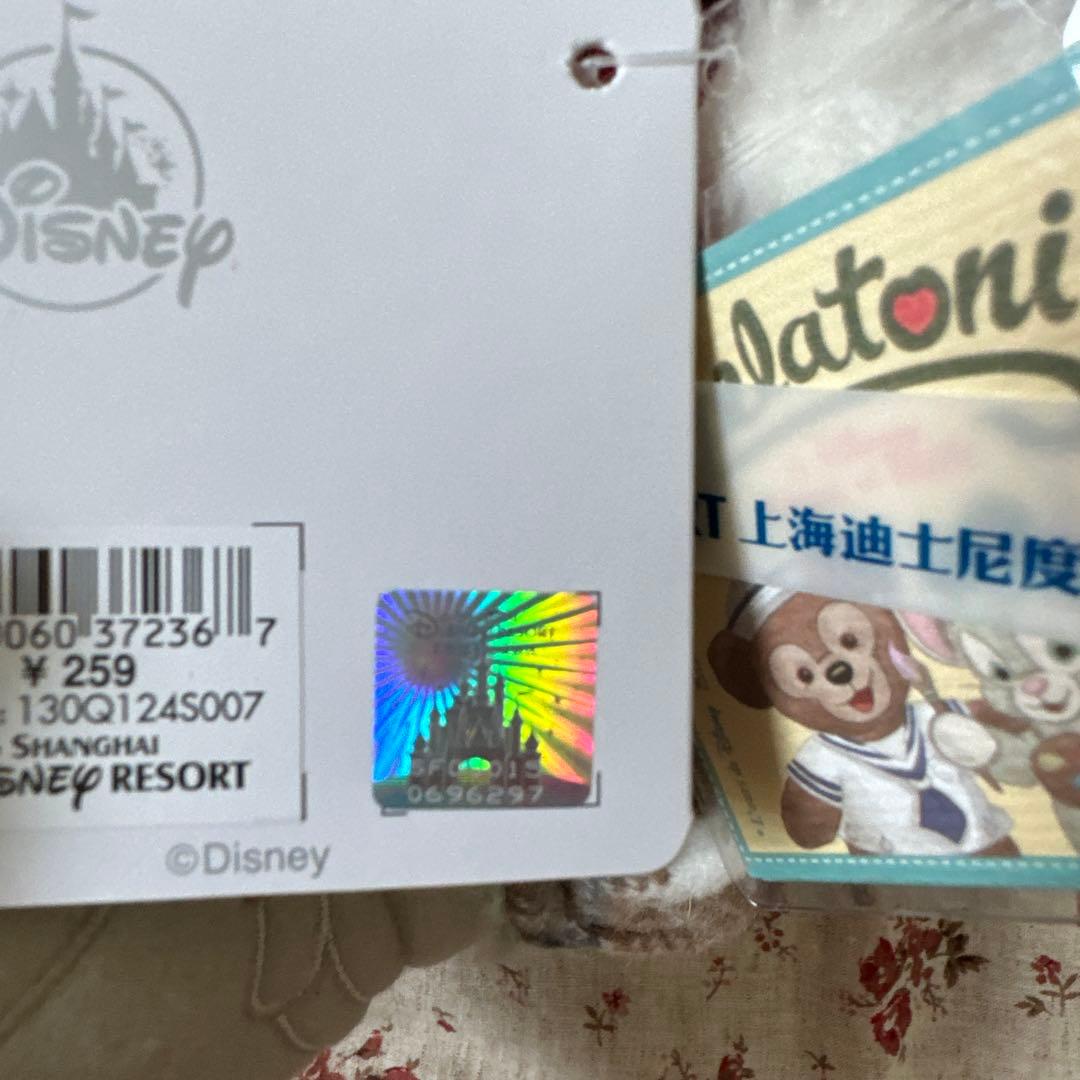 DISNEY
060 37236 7
¥ 259
130Q124S007
SHANGHAI
SNEY RESORT
0696297
©Disney
latoni
T 上海迪士尼度